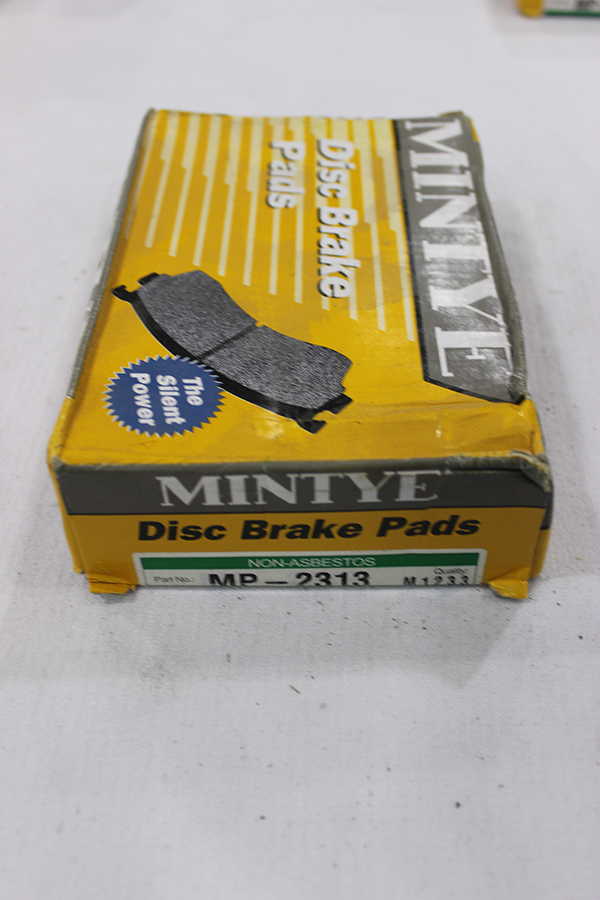 MINTYE
Disc Brake
Pads
The
Silent
Power
MINTYE
Disc Brake Pads
NON-ASBESTOS
Part No.: MP – 2313
Quality:
M1233